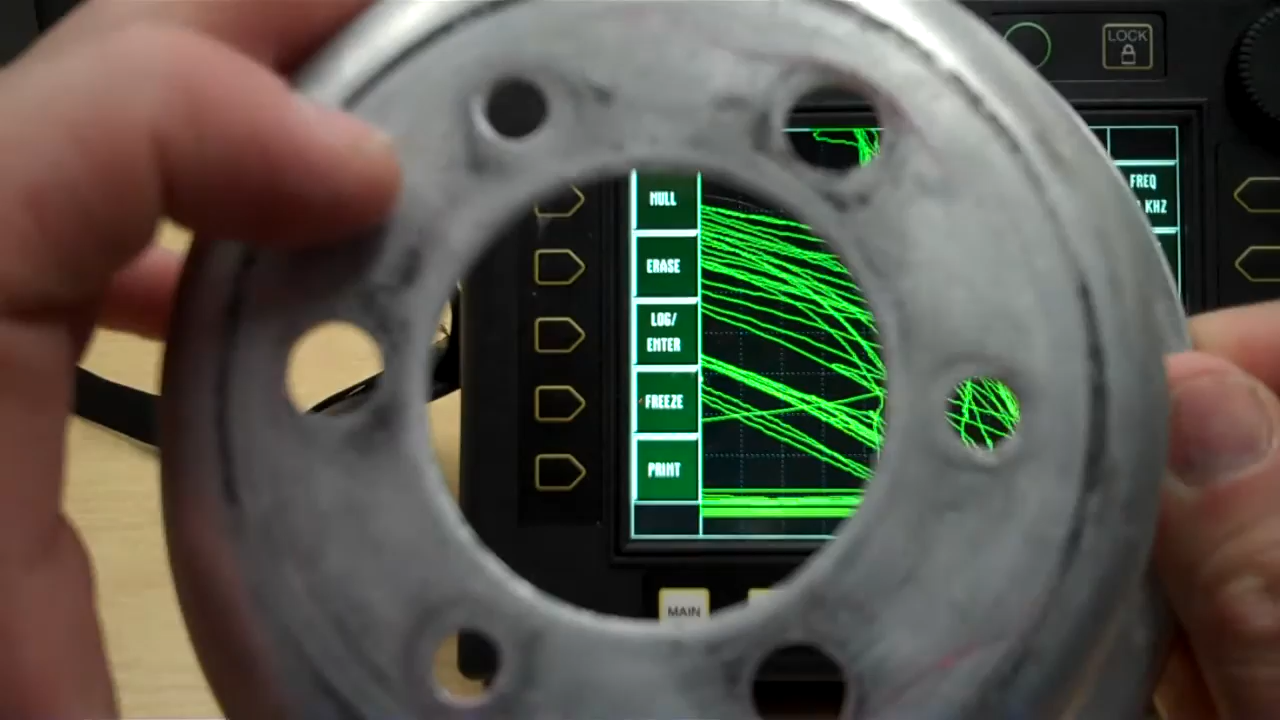 LOCK
NULL
FREQ
KHZ
ERASE
LOG/
ENTER
FREEZE
PRINT
MAIN